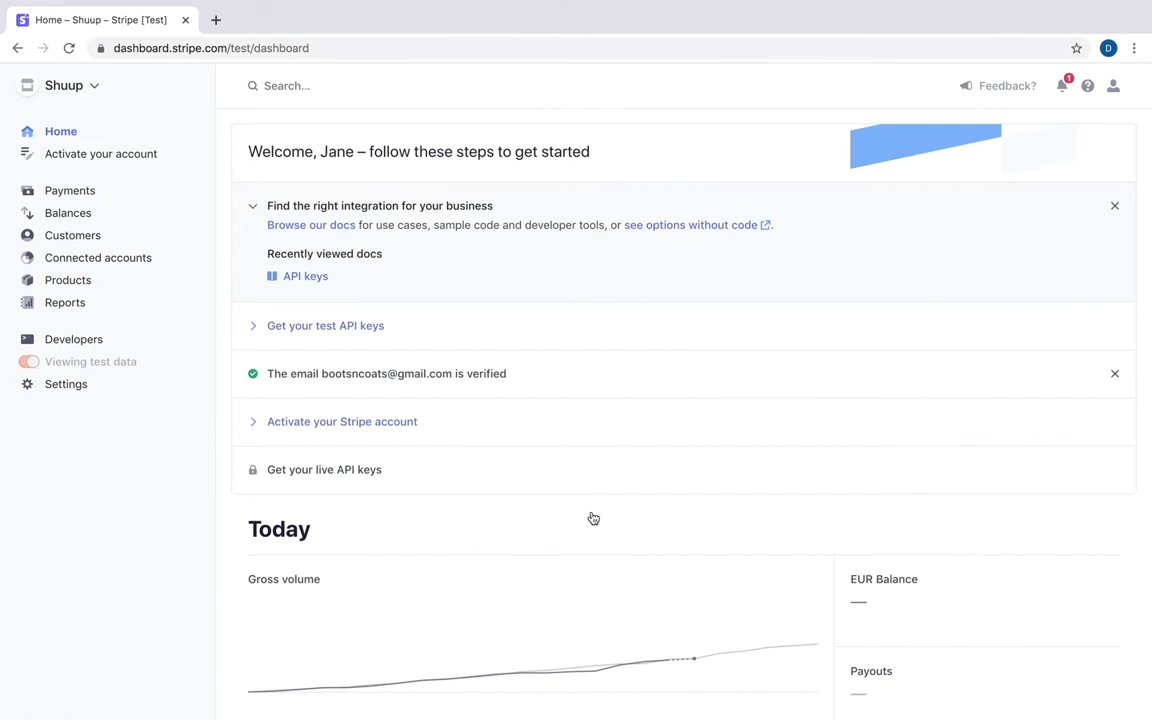 Home – Shuup – Stripe [Test]
dashboard.stripe.com/test/dashboard
D
Shuup
Search...
Feedback?
1
Home
Activate your account
Payments
Balances
Customers
Connected accounts
Products
Reports
Developers
Viewing test data
Settings
Welcome, Jane – follow these steps to get started
Find the right integration for your business
Browse our docs for use cases, sample code and developer tools, or see options without code.
Recently viewed docs
API keys
Get your test API keys
The email bootsncoats@gmail.com is verified
Activate your Stripe account
Get your live API keys
Today
Gross volume
EUR Balance
—
Payouts
—